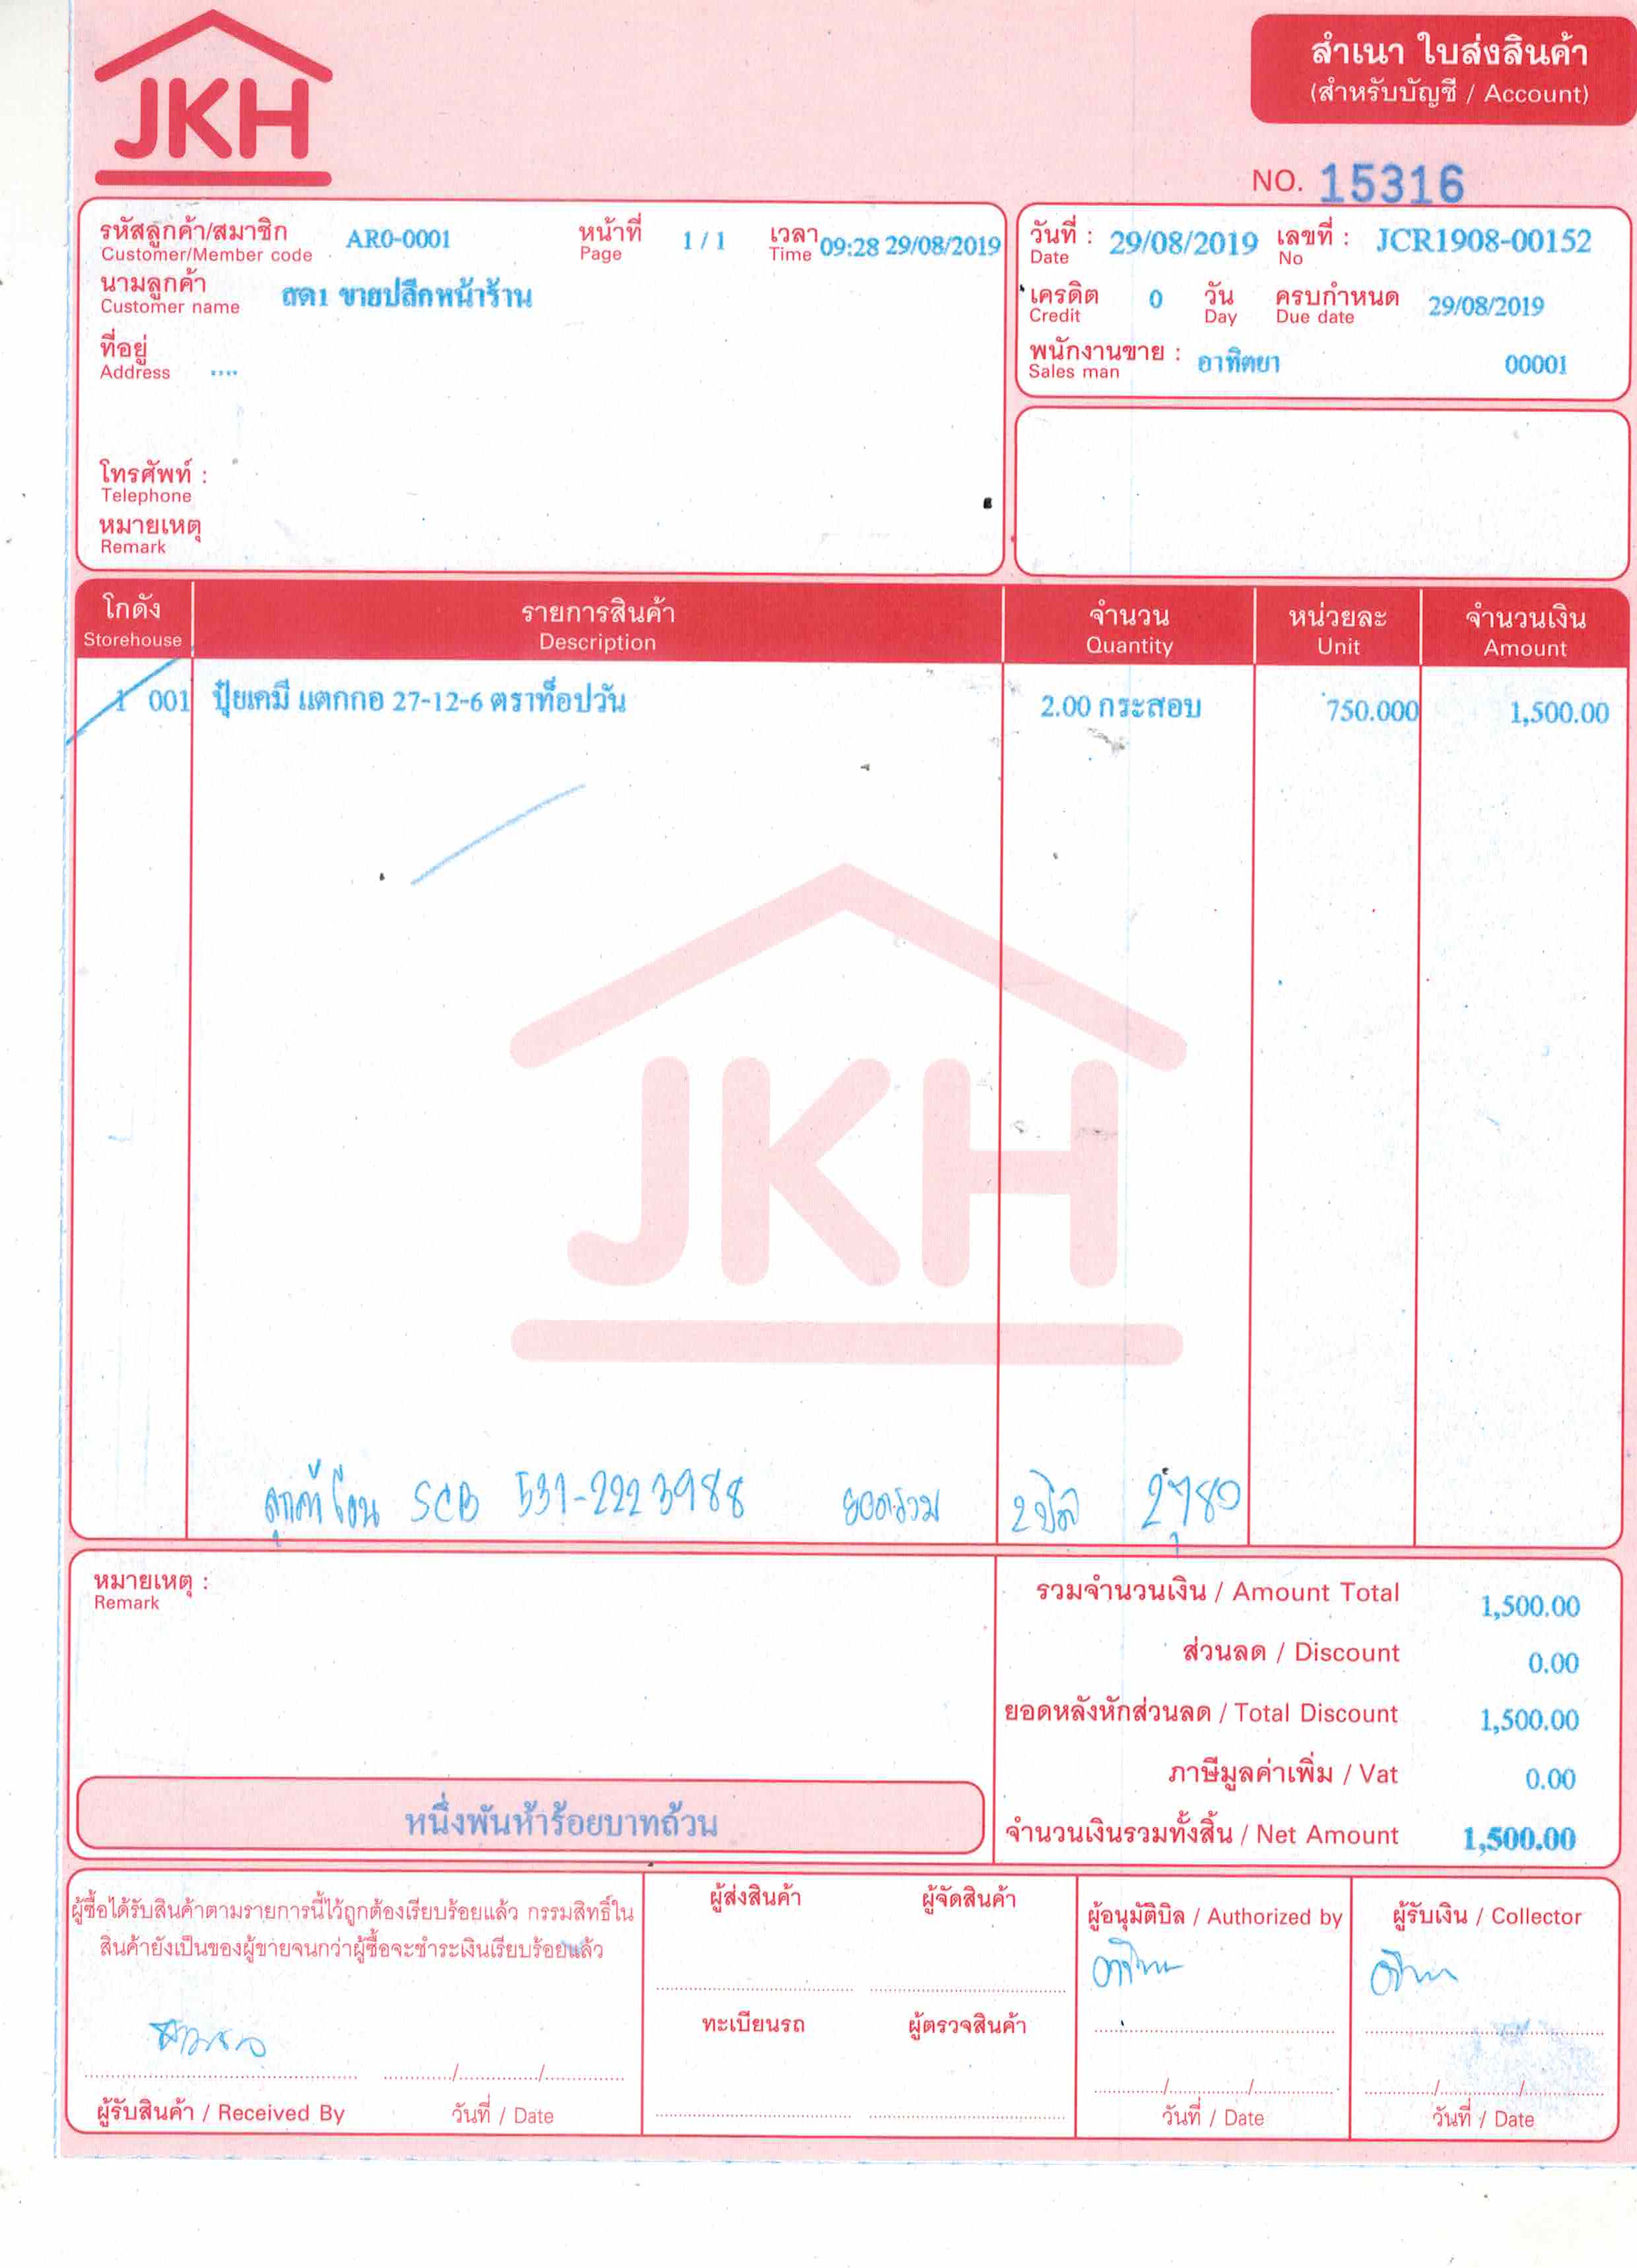 JKH
สำเนา ใบส่งสินค้า
(สำหรับบัญชี / Account)
NO. 15316
รหัสลูกค้า/สมาชิก AR0-0001 หน้าที่ 1 / 1 เวลา 09:28 29/08/2019
Customer/Member code Page Time
นามลูกค้า สด1 ขายปลีกหน้าร้าน
Customer name
ที่อยู่
Address ....
โทรศัพท์ :
Telephone
หมายเหตุ
Remark
วันที่ : 29/08/2019 เลขที่ : JCR1908-00152
Date No
เครดิต 0 วัน ครบกำหนด 29/08/2019
Credit Day Due date
พนักงานขาย : อาทิตยา 00001
Sales man
โกดัง รายการสินค้า จำนวน หน่วยละ จำนวนเงิน
Storehouse Description Quantity Unit Amount
1 001 ปุ๋ยเคมี แตกกอ 27-12-6 ตราท็อปวัน 2.00 กระสอบ 750.000 1,500.00
JKH
ลูกค้าโอน SCB 531-2223988 ยอดรวม 2 บิล 2,780
หมายเหตุ :
Remark
รวมจำนวนเงิน / Amount Total 1,500.00
ส่วนลด / Discount 0.00
ยอดหลังหักส่วนลด / Total Discount 1,500.00
ภาษีมูลค่าเพิ่ม / Vat 0.00
หนึ่งพันห้าร้อยบาทถ้วน
จำนวนเงินรวมทั้งสิ้น / Net Amount 1,500.00
ผู้ซื้อได้รับสินค้าตามรายการนี้ไว้ถูกต้องเรียบร้อยแล้ว กรรมสิทธิ์ใน
สินค้ายังเป็นของผู้ขายจนกว่าผู้ซื้อจะชำระเงินเรียบร้อยแล้ว
ผู้รับสินค้า / Received By วันที่ / Date
ผู้ส่งสินค้า ผู้จัดสินค้า
ทะเบียนรถ ผู้ตรวจสินค้า
ผู้อนุมัติบิล / Authorized by
วันที่ / Date
ผู้รับเงิน / Collector
วันที่ / Date